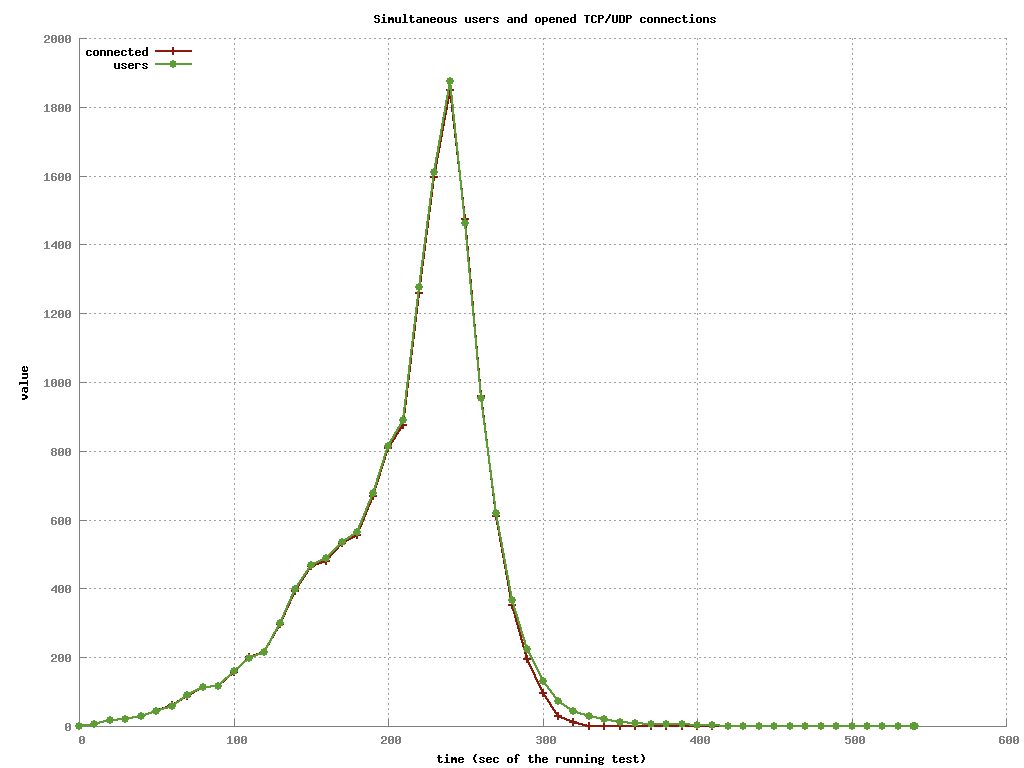 Simultaneous users and opened TCP/UDP connections
2000
connected
users
1800
1600
1400
1200
1000
value
800
600
400
200
0
0 100 200 300 400 500 600
time (sec of the running test)